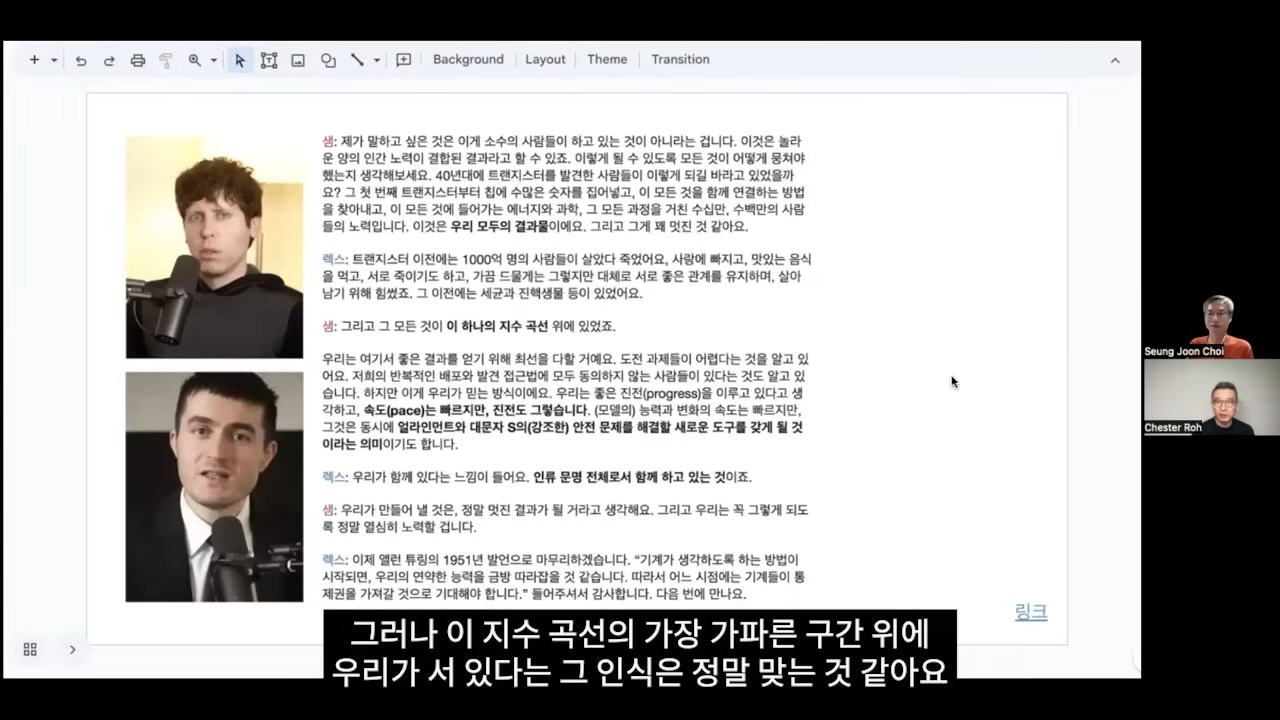 Background
Layout
Theme
Transition
샘: 제가 말하고 싶은 것은 이게 소수의 사람들이 하고 있는 것이 아니라는 겁니다. 이것은 놀라
운 양의 인간 노력이 결합된 결과라고 할 수 있죠. 이렇게 될 수 있도록 모든 것이 어떻게 뭉쳐야
했는지 생각해보세요. 40년대에 트랜지스터를 발견한 사람들이 이렇게 되길 바라고 있었을까
요? 그 첫 번째 트랜지스터부터 칩에 수많은 숫자를 집어넣고, 이 모든 것을 함께 연결하는 방법
을 찾아내고, 이 모든 것에 들어가는 에너지와 과학, 그 모든 과정을 거친 수십만, 수백만의 사람
들의 노력입니다. 이것은 우리 모두의 결과물이에요. 그리고 그게 꽤 멋진 것 같아요.
렉스: 트랜지스터 이전에는 1000억 명의 사람들이 살았다 죽었어요, 사랑에 빠지고, 맛있는 음식
을 먹고, 서로 죽이기도 하고, 가끔 드물게는 그렇지만 대체로 서로 좋은 관계를 유지하며, 살아
남기 위해 힘썼죠. 그 이전에는 세균과 진핵생물 등이 있었어요.
샘: 그리고 그 모든 것이 이 하나의 지수 곡선 위에 있었죠.
우리는 여기서 좋은 결과를 얻기 위해 최선을 다할 거예요. 도전 과제들이 어렵다는 것을 알고 있
어요. 저희의 반복적인 배포와 발견 접근법에 모두 동의하지 않는 사람들이 있다는 것도 알고 있
습니다. 하지만 이게 우리가 믿는 방식이에요. 우리는 좋은 진전(progress)을 이루고 있다고 생
각하고, 속도(pace)는 빠르지만, 진전도 그렇습니다. (모델의) 능력과 변화의 속도는 빠르지만,
그것은 동시에 얼라인먼트와 대문자 S의(강조한) 안전 문제를 해결할 새로운 도구를 갖게 될 것
이라는 의미이기도 합니다.
렉스: 우리가 함께 있다는 느낌이 들어요. 인류 문명 전체로서 함께 하고 있는 것이죠.
샘: 우리가 만들어 낼 것은, 정말 멋진 결과가 될 거라고 생각해요. 그리고 우리는 꼭 그렇게 되도
록 정말 열심히 노력할 겁니다.
렉스: 이제 앨런 튜링의 1951년 발언으로 마무리하겠습니다. “기계가 생각하도록 하는 방법이
시작되면, 우리의 연약한 능력을 금방 따라잡을 것 같습니다. 따라서 어느 시점에는 기계들이 통
제권을 가져갈 것으로 기대해야 합니다.” 들어주셔서 감사합니다. 다음 번에 만나요.
링크
Seung Joon Choi
Chester Roh
그러나 이 지수 곡선의 가장 가파른 구간 위에
우리가 서 있다는 그 인식은 정말 맞는 것 같아요